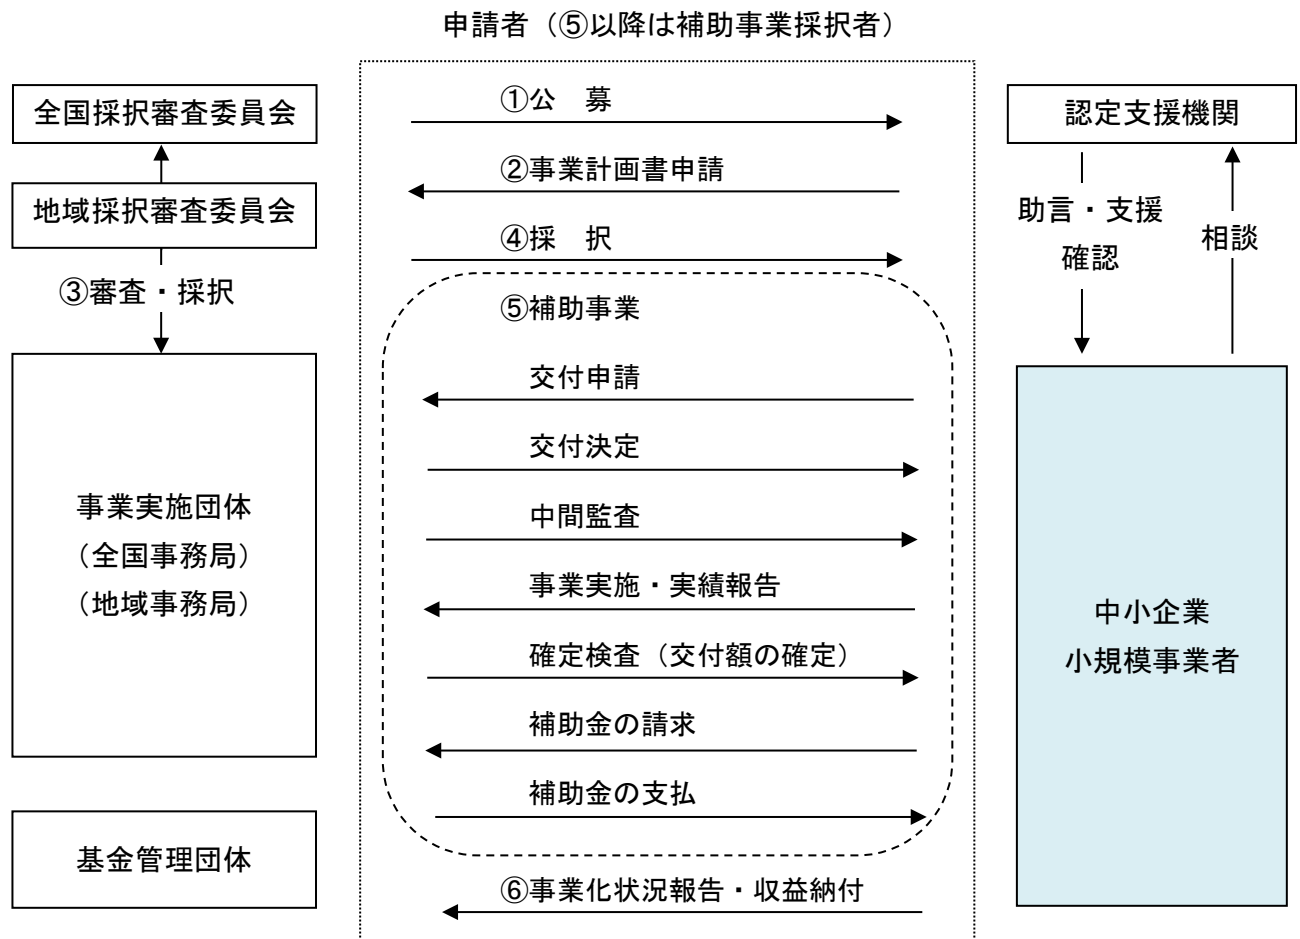 申請者（⑤以降は補助事業採択者）
全国採択審査委員会
地域採択審査委員会
③審査・採択
事業実施団体
（全国事務局）
（地域事務局）
基金管理団体
①公　募
②事業計画書申請
④採　択
⑤補助事業
交付申請
交付決定
中間監査
事業実施・実績報告
確定検査（交付額の確定）
補助金の請求
補助金の支払
⑥事業化状況報告・収益納付
認定支援機関
助言・支援
確認
相談
中小企業
小規模事業者